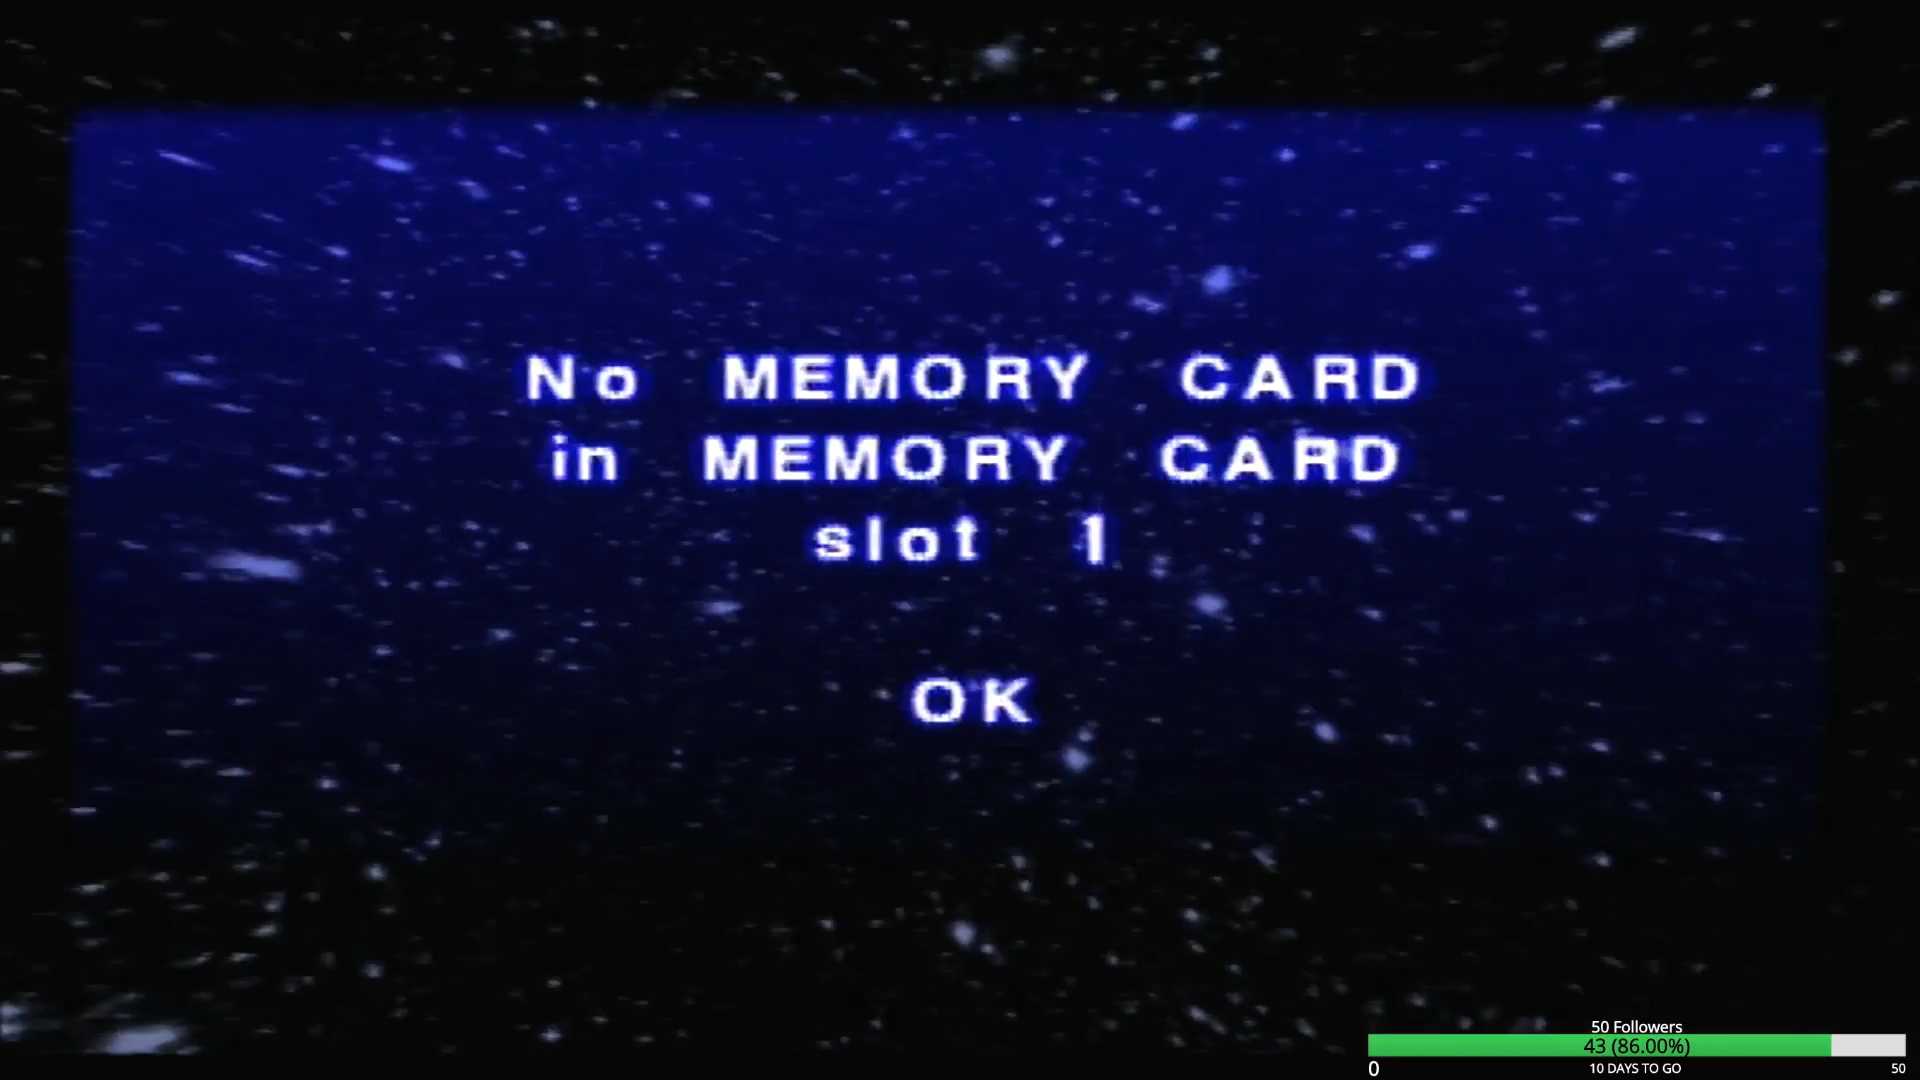 No MEMORY CARD
in MEMORY CARD
slot 1
OK
50 Followers
43 (86.00%)
0 10 DAYS TO GO 50